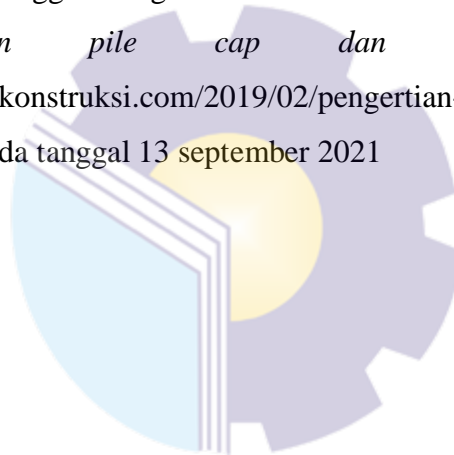 pile cap dan
konstruksi.com/2019/02/pengertian-
da tanggal 13 september 2021